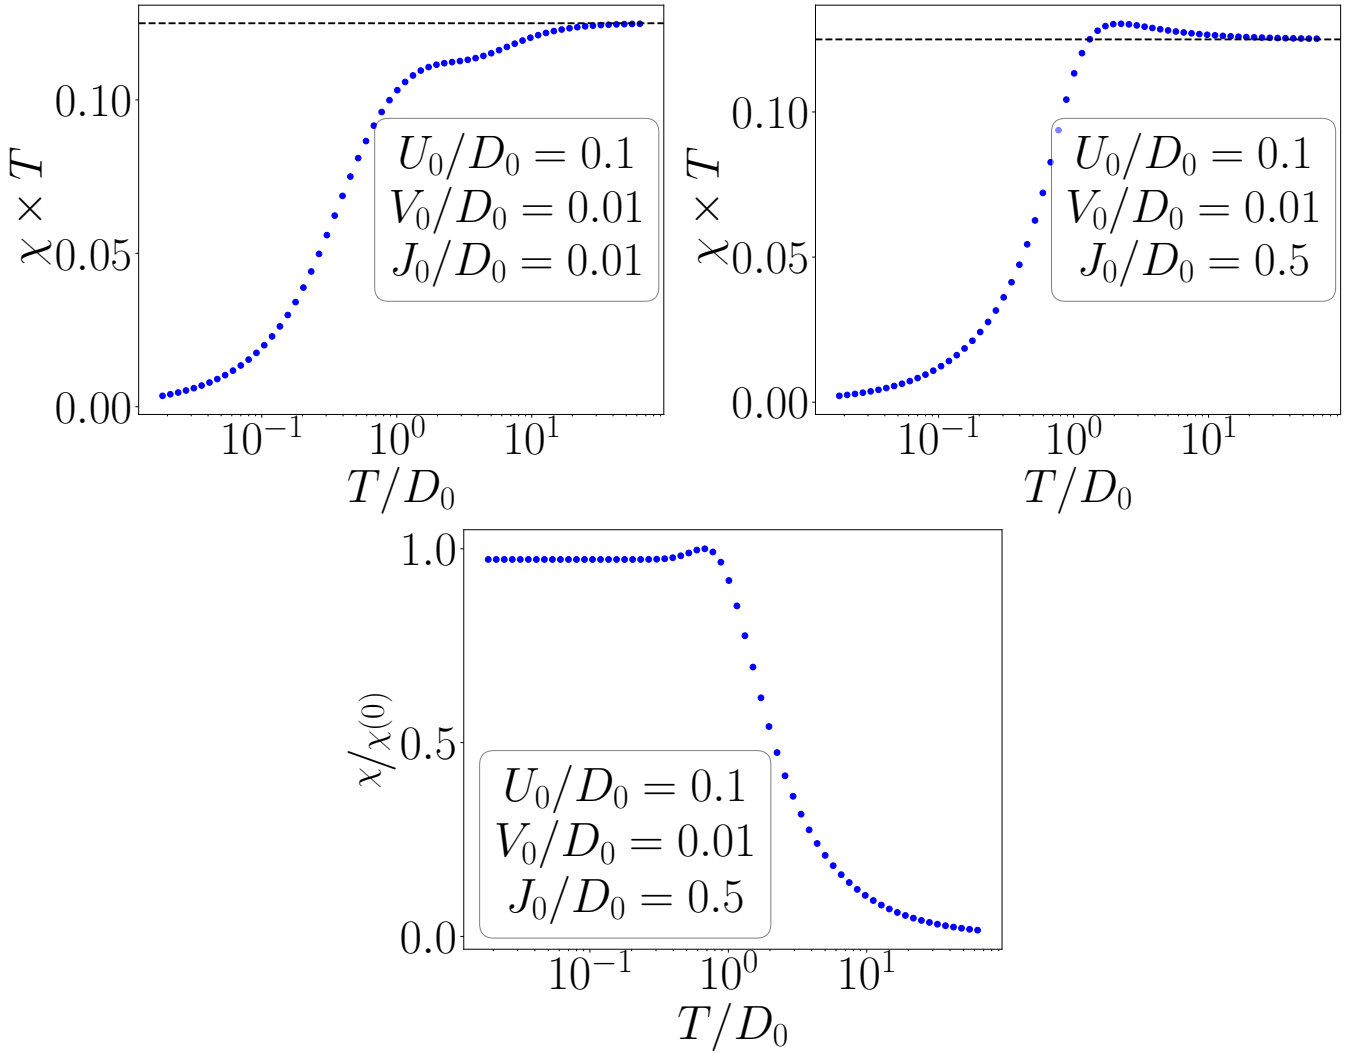 χ × T
0.10
0.05
0.00
U₀/D₀ = 0.1
V₀/D₀ = 0.01
J₀/D₀ = 0.01
10⁻¹ 10⁰ 10¹
T/D₀
χ × T
0.10
0.05
0.00
U₀/D₀ = 0.1
V₀/D₀ = 0.01
J₀/D₀ = 0.5
10⁻¹ 10⁰ 10¹
T/D₀
χ/χ(0)
1.0
0.5
0.0
U₀/D₀ = 0.1
V₀/D₀ = 0.01
J₀/D₀ = 0.5
10⁻¹ 10⁰ 10¹
T/D₀